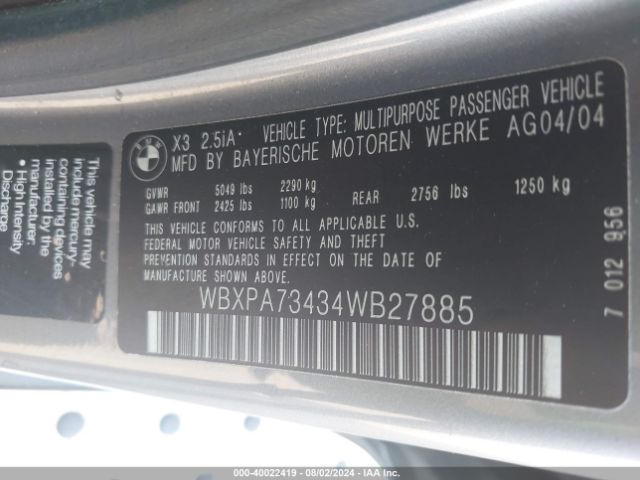 This vehicle may
include mercury-
containing devices
installed by the
manufacturer:
• High Intensity
Discharge
BMW
X3 2.5iA* VEHICLE TYPE: MULTIPURPOSE PASSENGER VEHICLE
MFD BY BAYERISCHE MOTOREN WERKE AG04/04
GVWR 5049 lbs 2290 kg
GAWR FRONT 2425 lbs 1100 kg REAR 2756 lbs 1250 kg
THIS VEHICLE CONFORMS TO ALL APPLICABLE U.S.
FEDERAL MOTOR VEHICLE SAFETY AND THEFT
PREVENTION STANDARDS IN EFFECT ON THE DATE
OF MANUFACTURE SHOWN ABOVE.
WBXPA73434WB27885
7 012 956
000-40022419 - 08/02/2024 - IAA Inc.